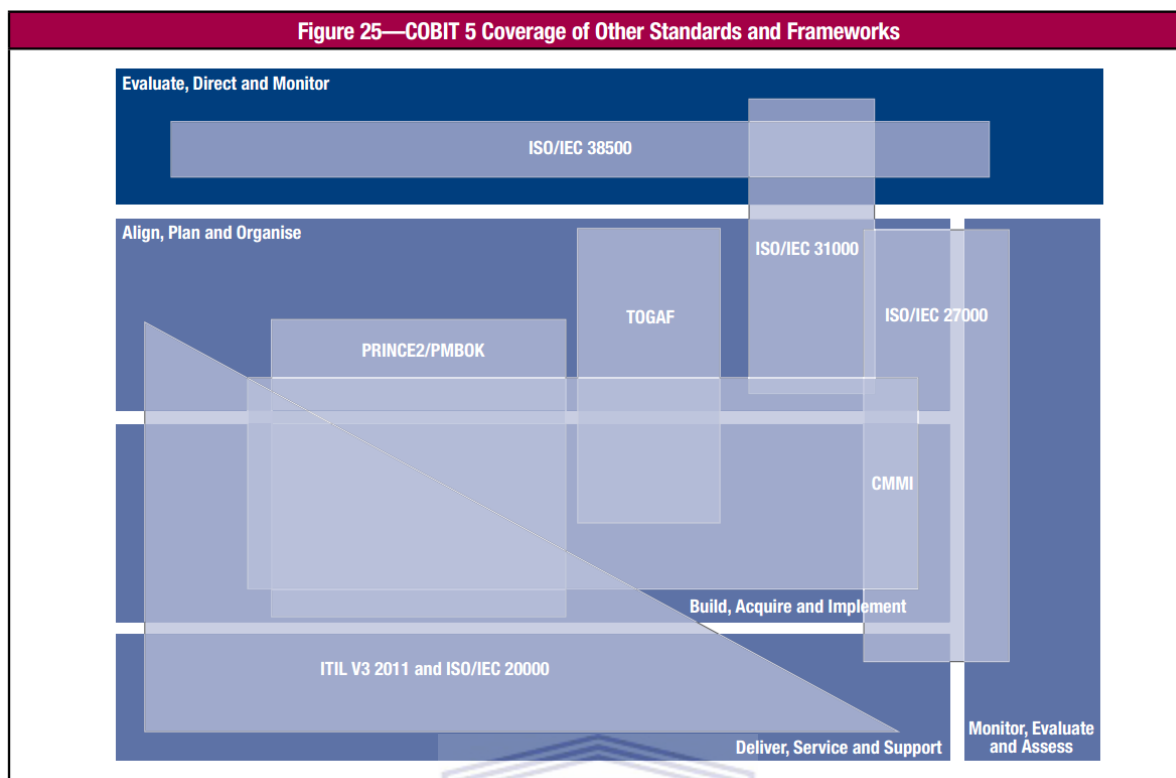 Figure 25—COBIT 5 Coverage of Other Standards and Frameworks
Evaluate, Direct and Monitor
ISO/IEC 38500
Align, Plan and Organise
ISO/IEC 31000
ISO/IEC 27000
TOGAF
PRINCE2/PMBOK
CMMI
Build, Acquire and Implement
ITIL V3 2011 and ISO/IEC 20000
Deliver, Service and Support
Monitor, Evaluate
and Assess